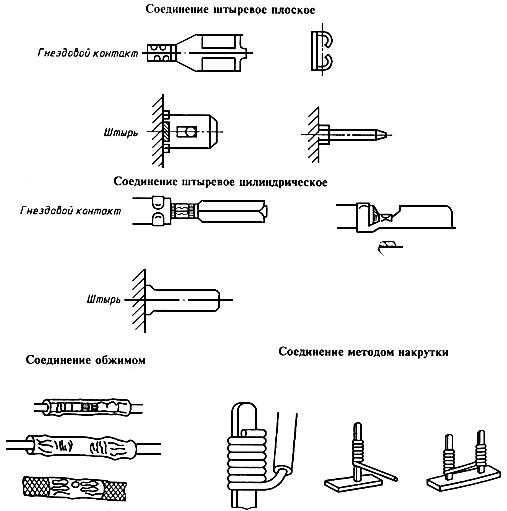 Соединение штыревое плоское
Гнездовой контакт
Штырь
Соединение штыревое цилиндрическое
Гнездовой контакт
Штырь
Соединение обжимом
Соединение методом накрутки